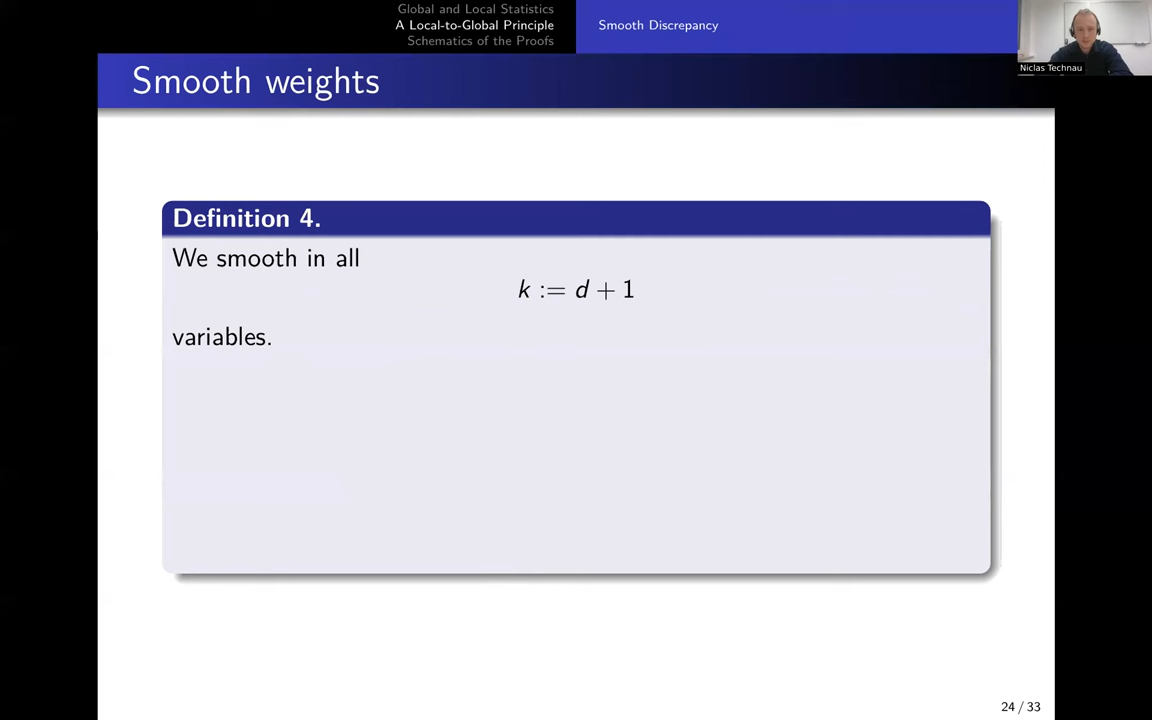 Global and Local Statistics
A Local-to-Global Principle
Schematics of the Proofs
Smooth Discrepancy
Niclas Technau
Smooth weights
Definition 4.
We smooth in all
k := d + 1
variables.
24 / 33